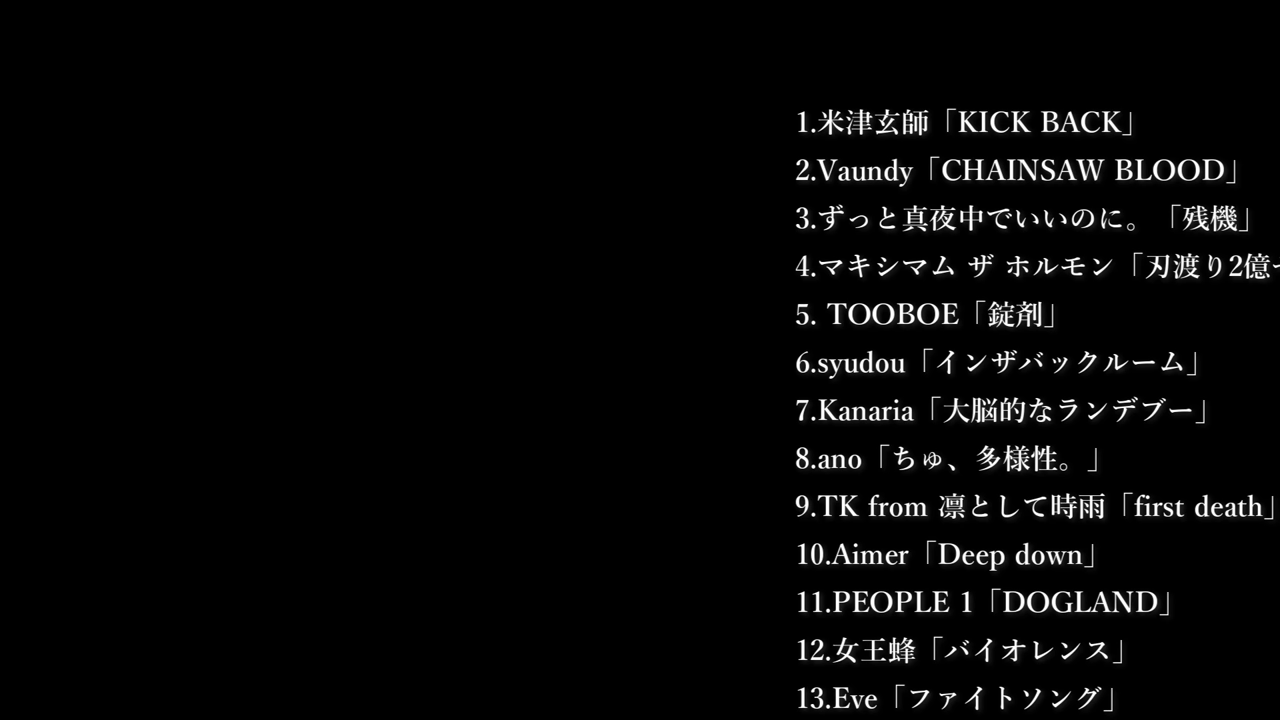 1.米津玄師「KICK BACK」
2.Vaundy「CHAINSAW BLOOD」
3.ずっと真夜中でいいのに。「残機」
4.マキシマム ザ ホルモン「刃渡り2億
5. TOOBOE「錠剤」
6.syudou「インザバックルーム」
7.Kanaria「大脳的なランデブー」
8.ano「ちゅ、多様性。」
9.TK from 凛として時雨「first death」
10.Aimer「Deep down」
11.PEOPLE 1「DOGLAND」
12.女王蜂「バイオレンス」
13.Eve「ファイトソング」